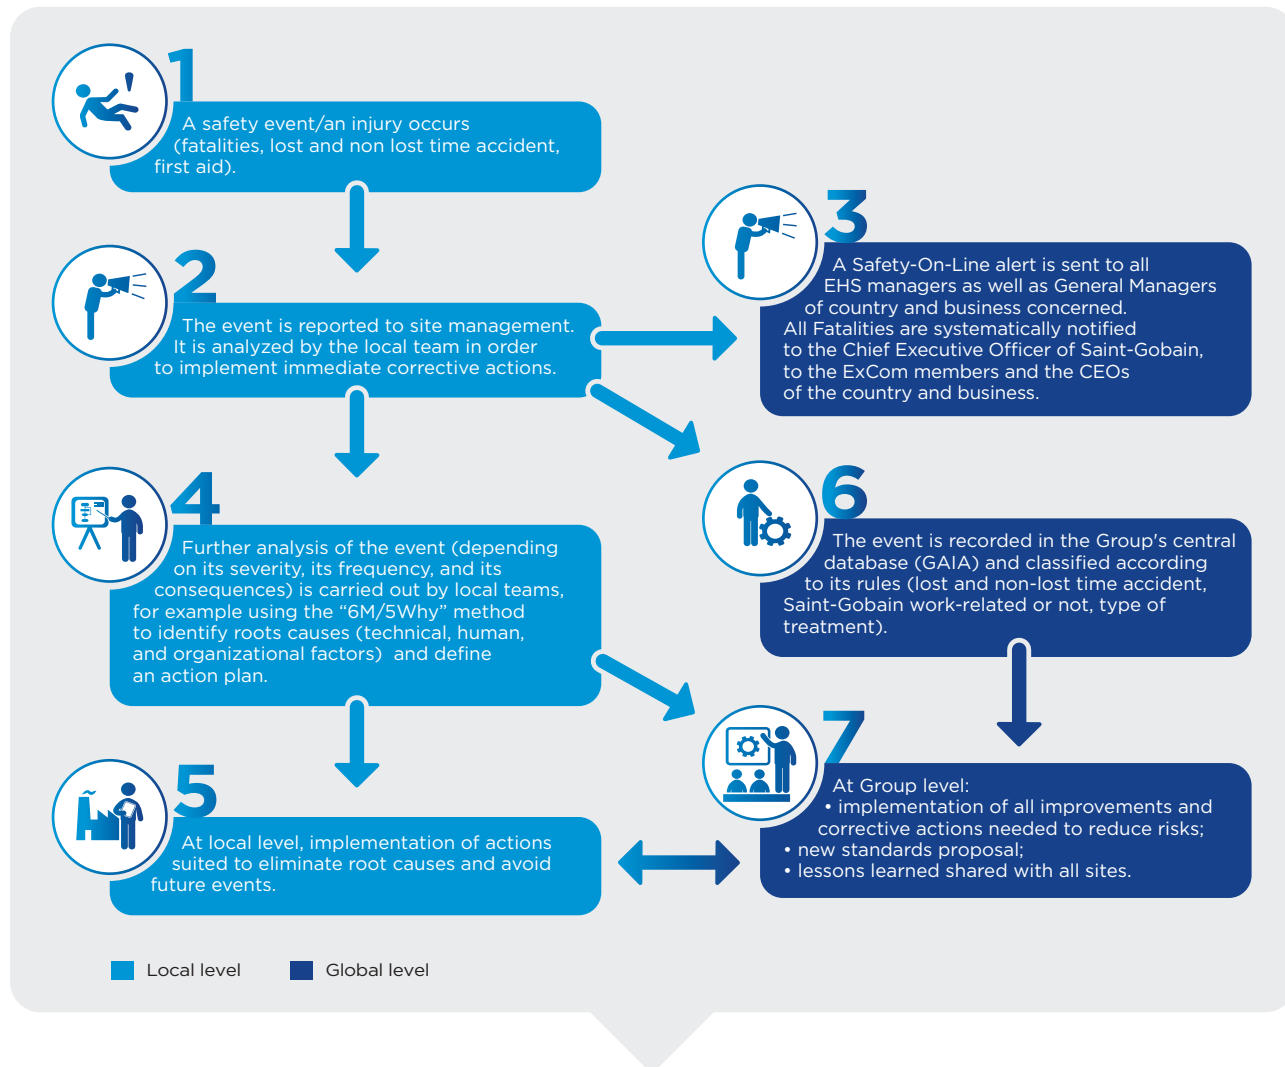 1
A safety event/an injury occurs
(fatalities, lost and non lost time accident,
first aid).
2
The event is reported to site management.
It is analyzed by the local team in order
to implement immediate corrective actions.
3
A Safety-On-Line alert is sent to all
EHS managers as well as General Managers
of country and business concerned.
All Fatalities are systematically notified
to the Chief Executive Officer of Saint-Gobain,
to the ExCom members and the CEOs
of the country and business.
4
Further analysis of the event (depending
on its severity, its frequency, and its
consequences) is carried out by local teams,
for example using the “6M/5Why” method
to identify roots causes (technical, human,
and organizational factors) and define
an action plan.
5
At local level, implementation of actions
suited to eliminate root causes and avoid
future events.
6
The event is recorded in the Group's central
database (GAIA) and classified according
to its rules (lost and non-lost time accident,
Saint-Gobain work-related or not, type of
treatment).
7
At Group level:
• implementation of all improvements and
corrective actions needed to reduce risks;
• new standards proposal;
• lessons learned shared with all sites.
Local level
Global level